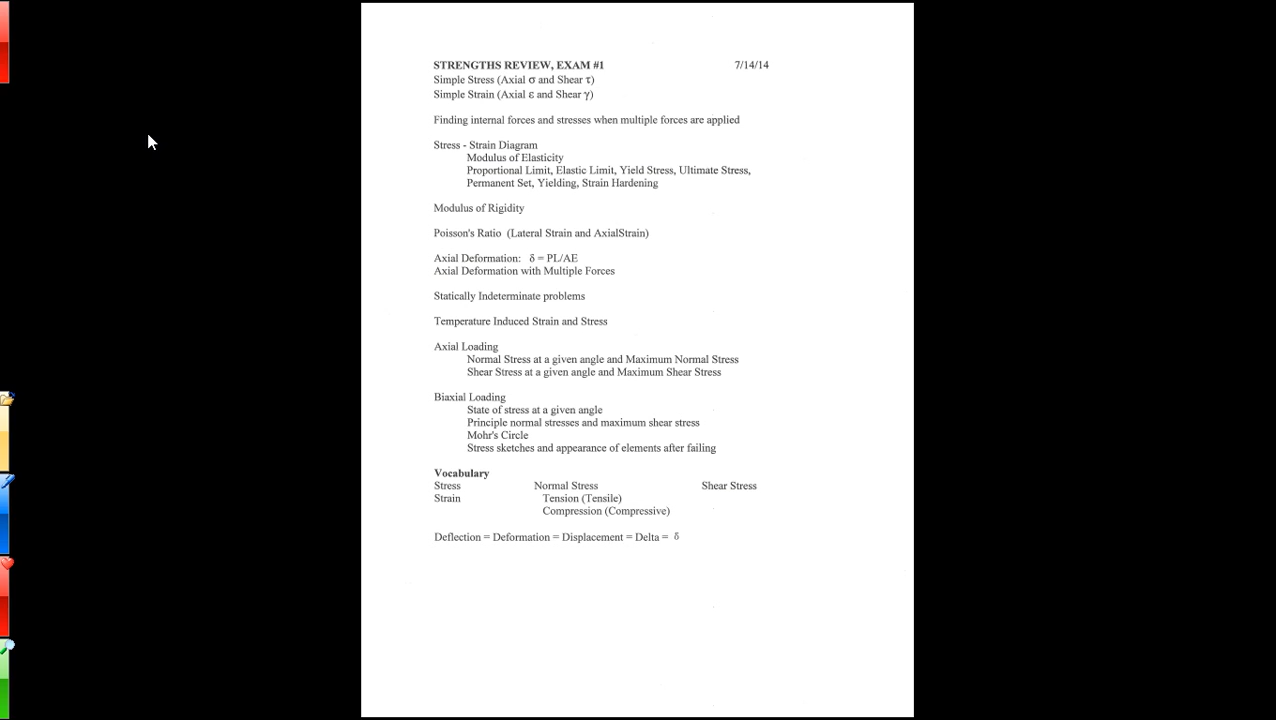 STRENGTHS REVIEW, EXAM #1 7/14/14
Simple Stress (Axial σ and Shear τ)
Simple Strain (Axial ε and Shear γ)
Finding internal forces and stresses when multiple forces are applied
Stress - Strain Diagram
Modulus of Elasticity
Proportional Limit, Elastic Limit, Yield Stress, Ultimate Stress,
Permanent Set, Yielding, Strain Hardening
Modulus of Rigidity
Poisson's Ratio (Lateral Strain and AxialStrain)
Axial Deformation: δ = PL/AE
Axial Deformation with Multiple Forces
Statically Indeterminate problems
Temperature Induced Strain and Stress
Axial Loading
Normal Stress at a given angle and Maximum Normal Stress
Shear Stress at a given angle and Maximum Shear Stress
Biaxial Loading
State of stress at a given angle
Principle normal stresses and maximum shear stress
Mohr's Circle
Stress sketches and appearance of elements after failing
Vocabulary
Stress Normal Stress Shear Stress
Strain Tension (Tensile)
Compression (Compressive)
Deflection = Deformation = Displacement = Delta = δ